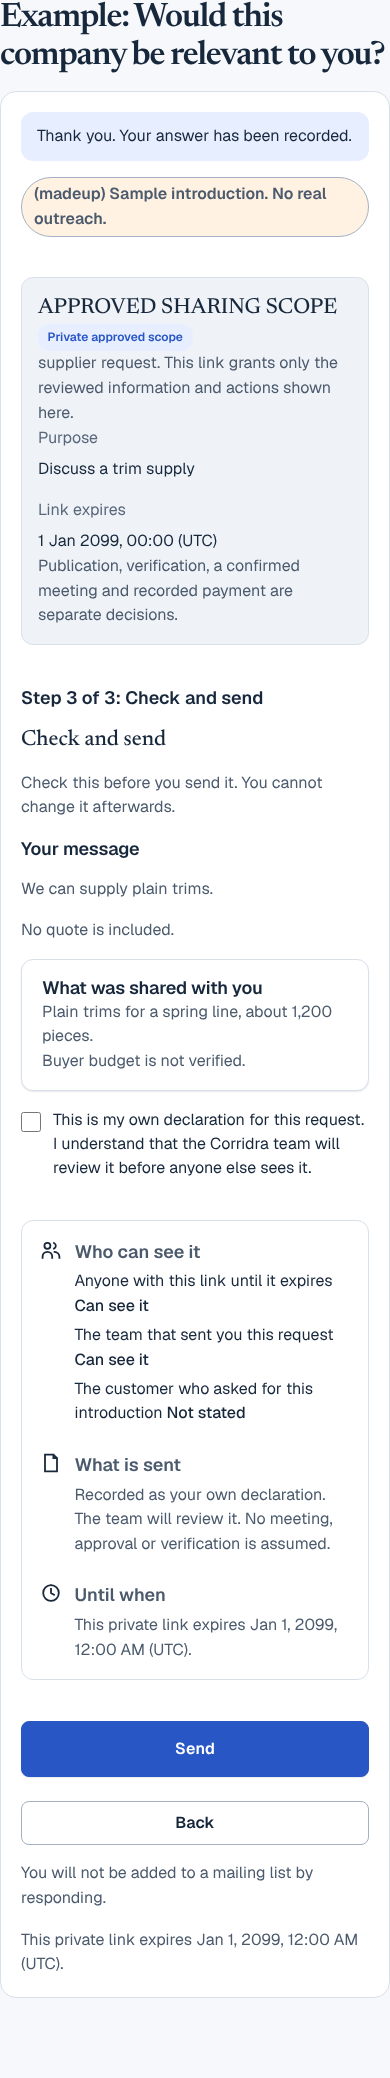 Example: Would this
company be relevant to you?
Thank you. Your answer has been recorded.
(madeup) Sample introduction. No real
outreach.
APPROVED SHARING SCOPE
Private approved scope
supplier request. This link grants only the
reviewed information and actions shown
here.
Purpose
Discuss a trim supply
Link expires
1 Jan 2099, 00:00 (UTC)
Publication, verification, a confirmed
meeting and recorded payment are
separate decisions.
Step 3 of 3: Check and send
Check and send
Check this before you send it. You cannot
change it afterwards.
Your message
We can supply plain trims.
No quote is included.
What was shared with you
Plain trims for a spring line, about 1,200
pieces.
Buyer budget is not verified.
This is my own declaration for this request.
I understand that the Corridra team will
review it before anyone else sees it.
Who can see it
Anyone with this link until it expires
Can see it
The team that sent you this request
Can see it
The customer who asked for this
introduction Not stated
What is sent
Recorded as your own declaration.
The team will review it. No meeting,
approval or verification is assumed.
Until when
This private link expires Jan 1, 2099,
12:00 AM (UTC).
Send
Back
You will not be added to a mailing list by
responding.
This private link expires Jan 1, 2099, 12:00 AM
(UTC).